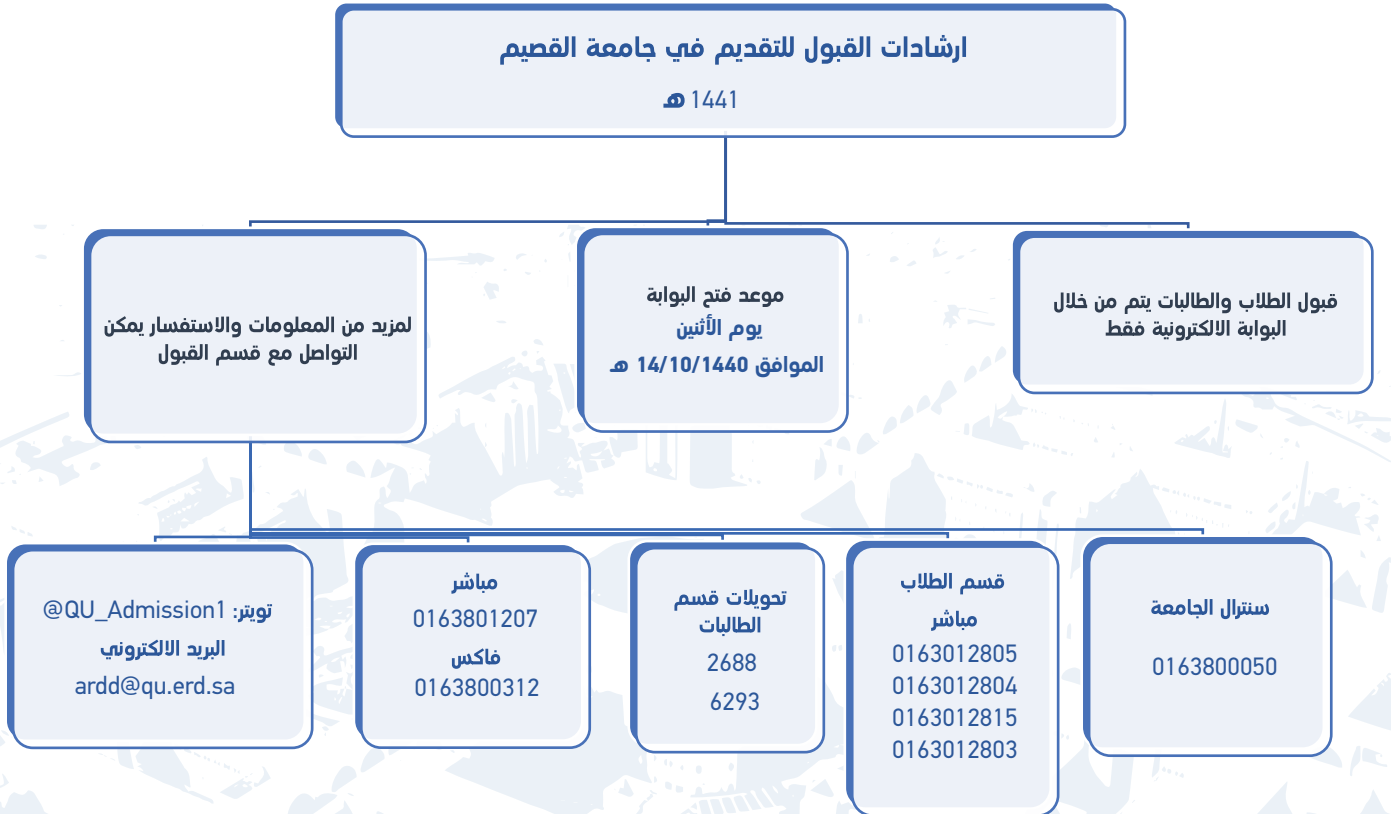 ارشادات القبول للتقديم في جامعة القصيم
1441 هـ
قبول الطلاب والطالبات يتم من خلال
البوابة الالكترونية فقط
موعد فتح البوابة
يوم الأثنين
الموافق 14/10/1440 هـ
لمزيد من المعلومات والاستفسار يمكن
التواصل مع قسم القبول
سنترال الجامعة
0163800050
قسم الطلاب
مباشر
0163012805
0163012804
0163012815
0163012803
تحويلات قسم
الطالبات
2688
6293
مباشر
0163801207
فاكس
0163800312
تويتر: @QU_Admission1
البريد الالكتروني
ardd@qu.erd.sa